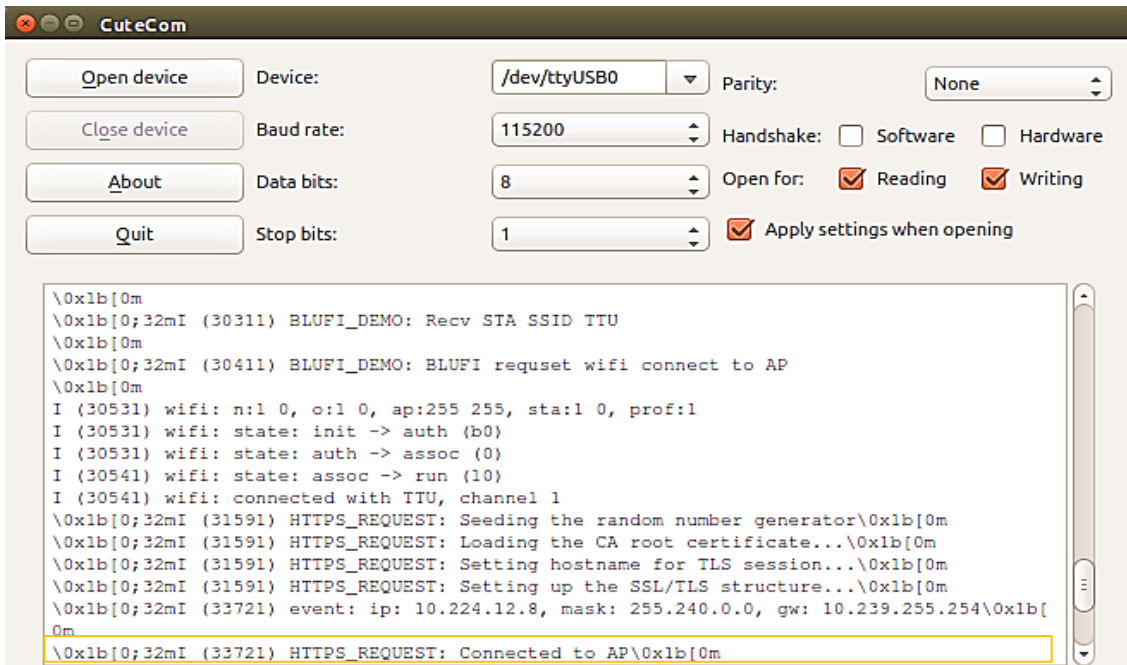 CuteCom
Open device Device: /dev/ttyUSB0 Parity: None
Close device Baud rate: 115200 Handshake: Software Hardware
About Data bits: 8 Open for: Reading Writing
Quit Stop bits: 1 Apply settings when opening
\0x1b[0m
\0x1b[0;32mI (30311) BLUFI_DEMO: Recv STA SSID TTU
\0x1b[0m
\0x1b[0;32mI (30411) BLUFI_DEMO: BLUFI requset wifi connect to AP
\0x1b[0m
I (30531) wifi: n:1 0, o:1 0, ap:255 255, sta:1 0, prof:1
I (30531) wifi: state: init -> auth (b0)
I (30531) wifi: state: auth -> assoc (0)
I (30541) wifi: state: assoc -> run (10)
I (30541) wifi: connected with TTU, channel 1
\0x1b[0;32mI (31591) HTTPS_REQUEST: Seeding the random number generator\0x1b[0m
\0x1b[0;32mI (31591) HTTPS_REQUEST: Loading the CA root certificate...\0x1b[0m
\0x1b[0;32mI (31591) HTTPS_REQUEST: Setting hostname for TLS session...\0x1b[0m
\0x1b[0;32mI (31591) HTTPS_REQUEST: Setting up the SSL/TLS structure...\0x1b[0m
\0x1b[0;32mI (33721) event: ip: 10.224.12.8, mask: 255.240.0.0, gw: 10.239.255.254\0x1b[
0m
\0x1b[0;32mI (33721) HTTPS_REQUEST: Connected to AP\0x1b[0m